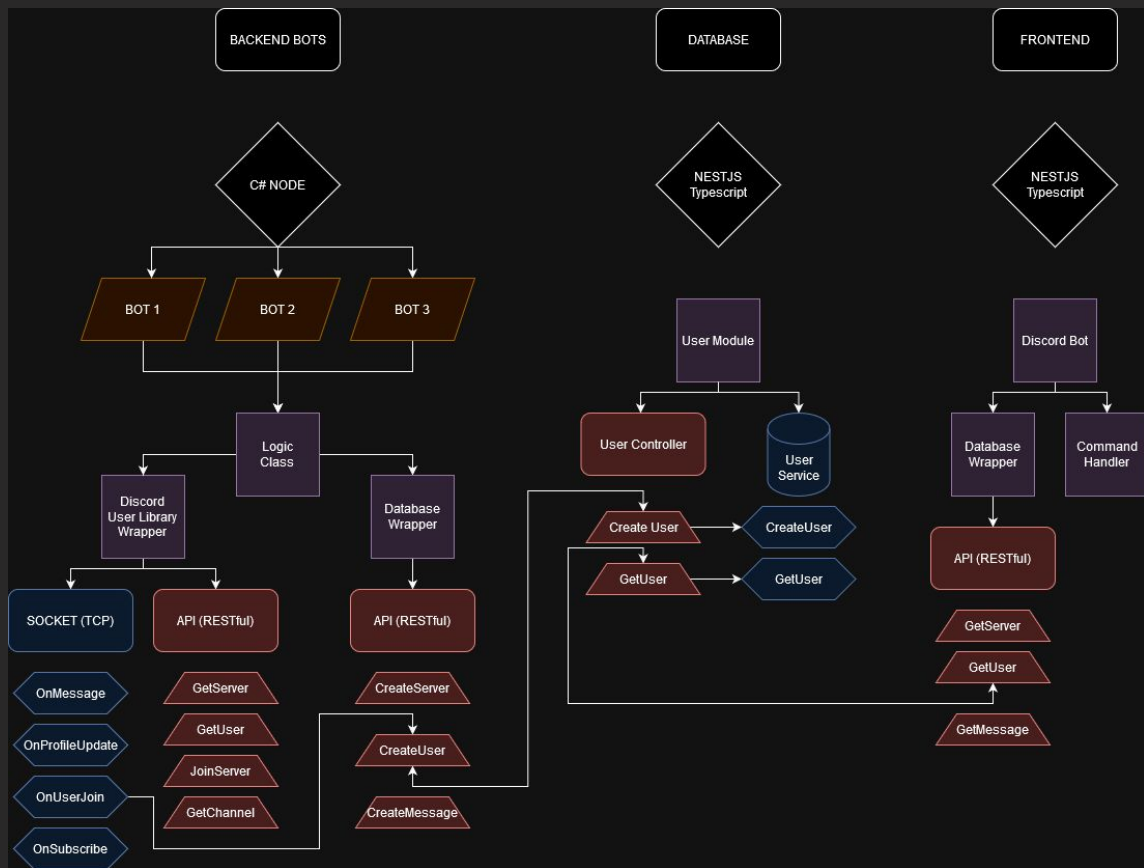 BACKEND BOTS
DATABASE
FRONTEND
C# NODE
NESTJS
Typescript
NESTJS
Typescript
BOT 1
BOT 2
BOT 3
User Module
Discord Bot
Logic
Class
User Controller
User
Service
Database
Wrapper
Command
Handler
Discord
User Library
Wrapper
Database
Wrapper
Create User
CreateUser
GetUser
GetUser
API (RESTful)
SOCKET (TCP)
API (RESTful)
API (RESTful)
GetServer
GetUser
GetMessage
OnMessage
GetServer
CreateServer
OnProfileUpdate
GetUser
CreateUser
OnUserJoin
JoinServer
GetChannel
CreateMessage
OnSubscribe